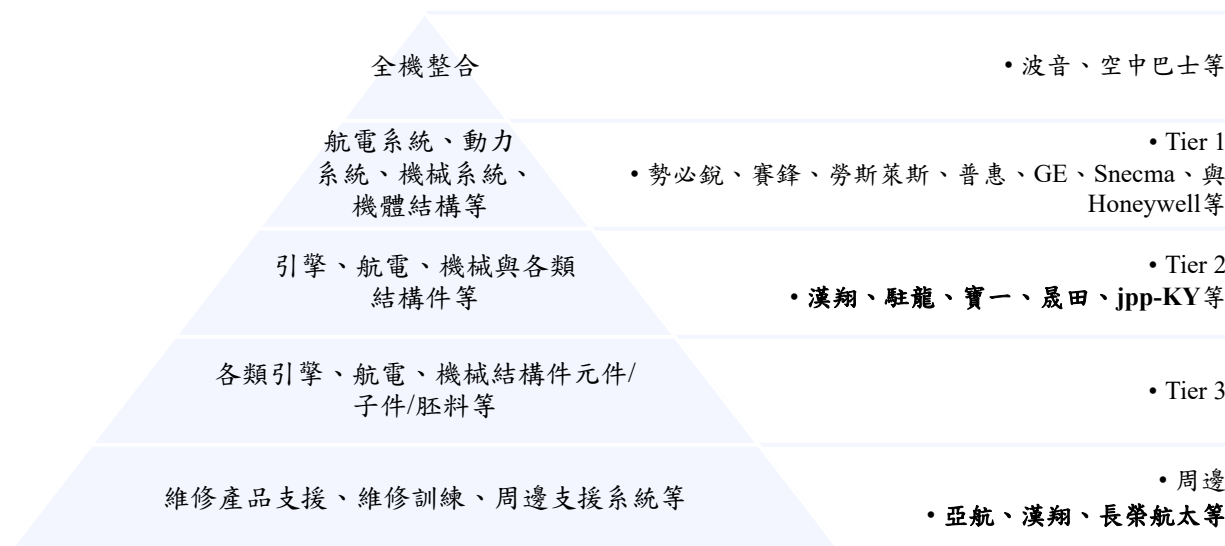 全機整合
• 波音、空中巴士等
航電系統、動力
系統、機械系統、
機體結構等
• Tier 1
• 勢必銳、賽鋒、勞斯萊斯、普惠、GE、Snecma、與
Honeywell等
引擎、航電、機械與各類
結構件等
• Tier 2
• 漢翔、駐龍、寶一、晟田、jpp-KY等
各類引擎、航電、機械結構件元件/
子件/胚料等
• Tier 3
維修產品支援、維修訓練、周邊支援系統等
• 周邊
• 亞航、漢翔、長榮航太等